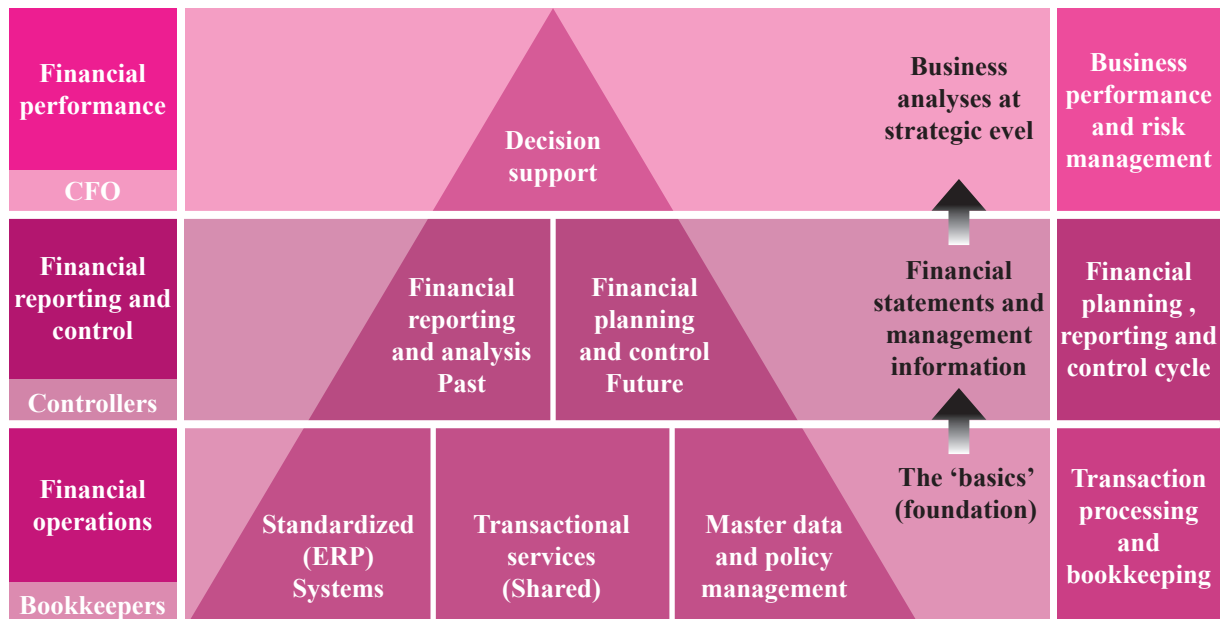 Financial
performance
CFO
Decision
support
Business
analyses at
strategic evel
Business
performance
and risk
management
Financial
reporting and
control
Controllers
Financial
reporting
and analysis
Past
Financial
planning
and control
Future
Financial
statements and
management
information
Financial
planning ,
reporting and
control cycle
Financial
operations
Bookkeepers
Standardized
(ERP)
Systems
Transactional
services
(Shared)
Master data
and policy
management
The ‘basics’
(foundation)
Transaction
processing
and
bookkeeping